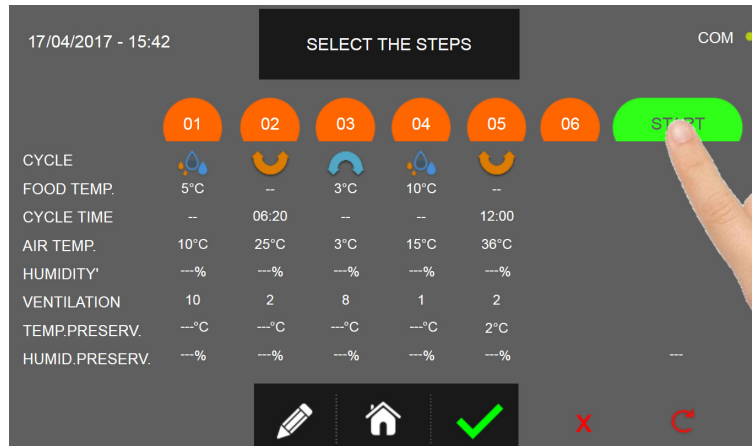 17/04/2017 - 15:42
SELECT THE STEPS
COM
01 02 03 04 05 06 START
CYCLE
FOOD TEMP. 5°C -- 3°C 10°C --
CYCLE TIME -- 06:20 -- -- 12:00
AIR TEMP. 10°C 25°C 3°C 15°C 36°C
HUMIDITY' ---% ---% ---% ---% ---%
VENTILATION 10 2 8 1 2
TEMP.PRESERV. ---°C ---°C ---°C ---°C 2°C
HUMID.PRESERV. ---% ---% ---% ---% ---% ---
X